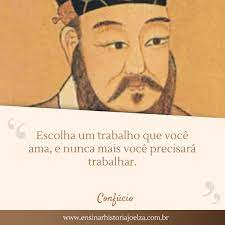 “
Escolha um trabalho que você
ama, e nunca mais você precisará
trabalhar.
”
Confúcio
www.ensinarhistoriajoelza.com.br